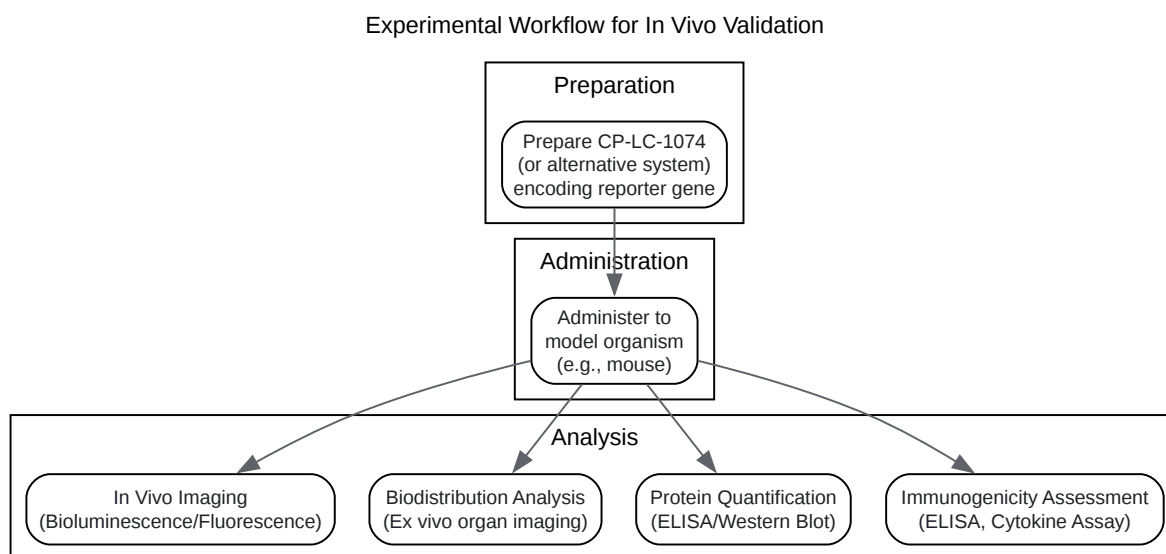 Experimental Workflow for In Vivo Validation
Preparation
Prepare CP-LC-1074
(or alternative system)
encoding reporter gene
Administration
Administer to
model organism
(e.g., mouse)
Analysis
In Vivo Imaging
(Bioluminescence/Fluorescence)
Biodistribution Analysis
(Ex vivo organ imaging)
Protein Quantification
(ELISA/Western Blot)
Immunogenicity Assessment
(ELISA, Cytokine Assay)